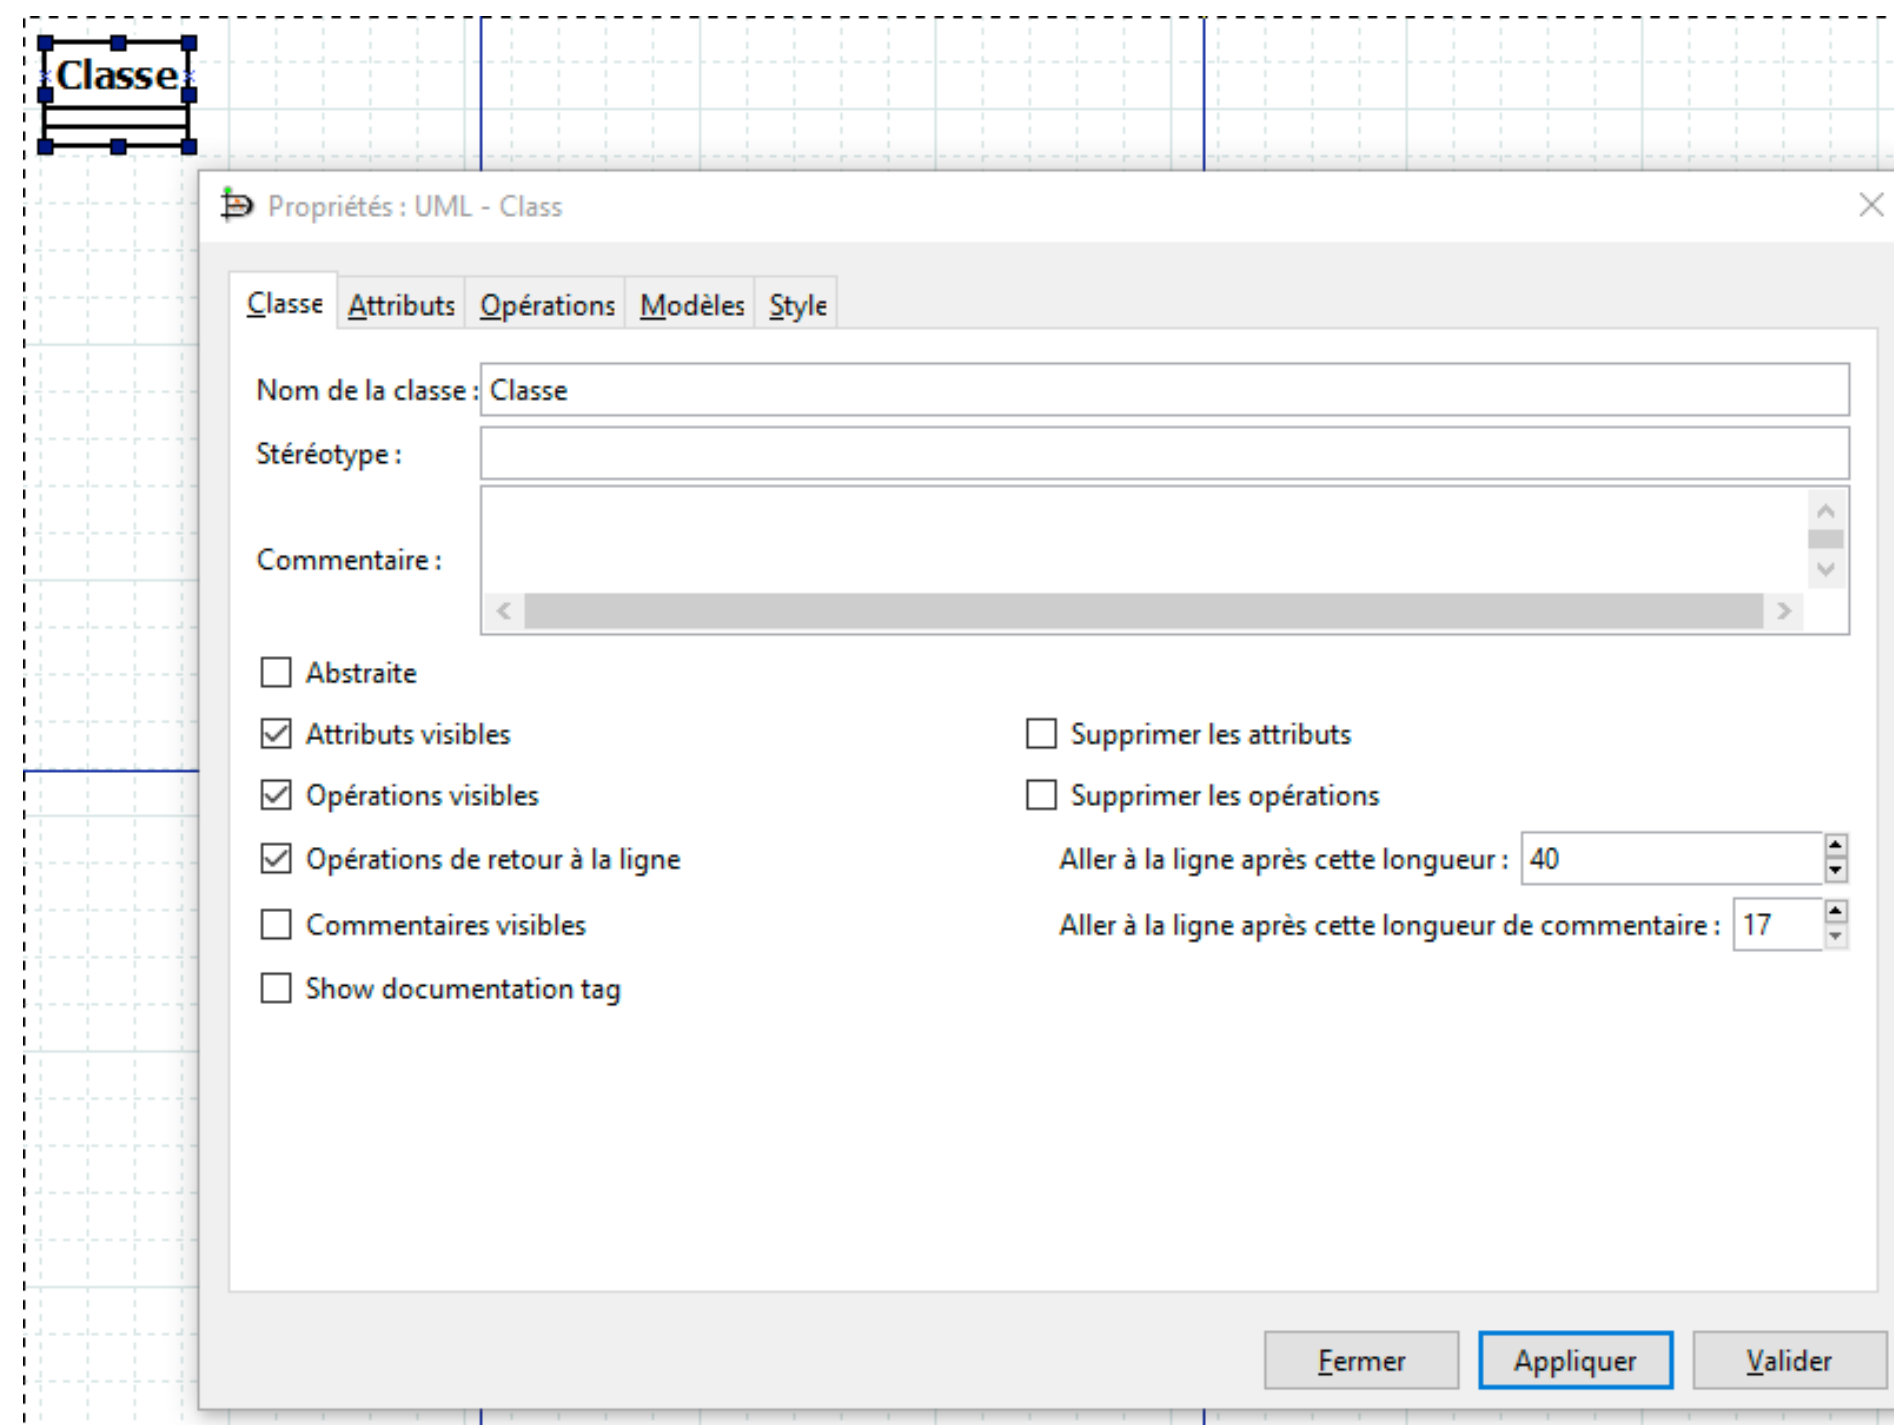 Classe
Propriétés : UML - Class
Classe Attributs Opérations Modèles Style
Nom de la classe : Classe
Stéréotype :
Commentaire :
Abstraite
Attributs visibles Supprimer les attributs
Opérations visibles Supprimer les opérations
Opérations de retour à la ligne Aller à la ligne après cette longueur : 40
Commentaires visibles Aller à la ligne après cette longueur de commentaire : 17
Show documentation tag
Fermer Appliquer Valider